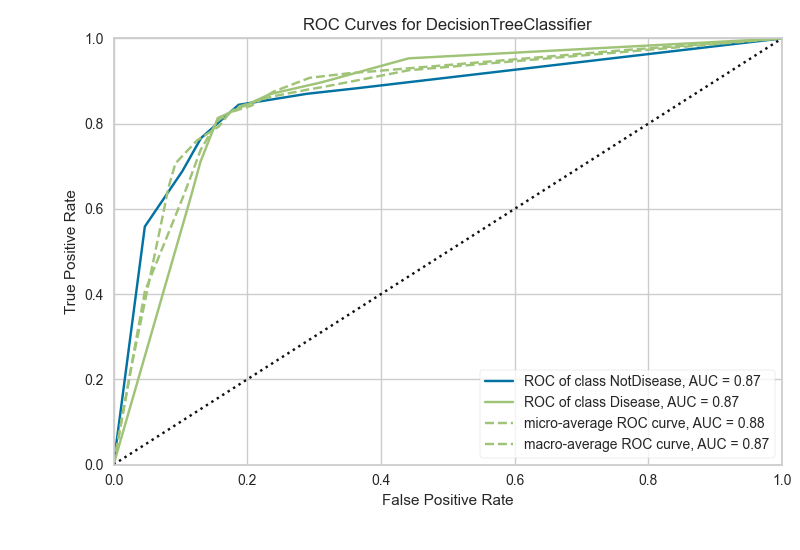 ROC Curves for DecisionTreeClassifier
True Positive Rate
1.0
0.8
0.6
0.4
0.2
0.0
ROC of class NotDisease, AUC = 0.87
ROC of class Disease, AUC = 0.87
micro-average ROC curve, AUC = 0.88
macro-average ROC curve, AUC = 0.87
0.0 0.2 0.4 0.6 0.8 1.0
False Positive Rate